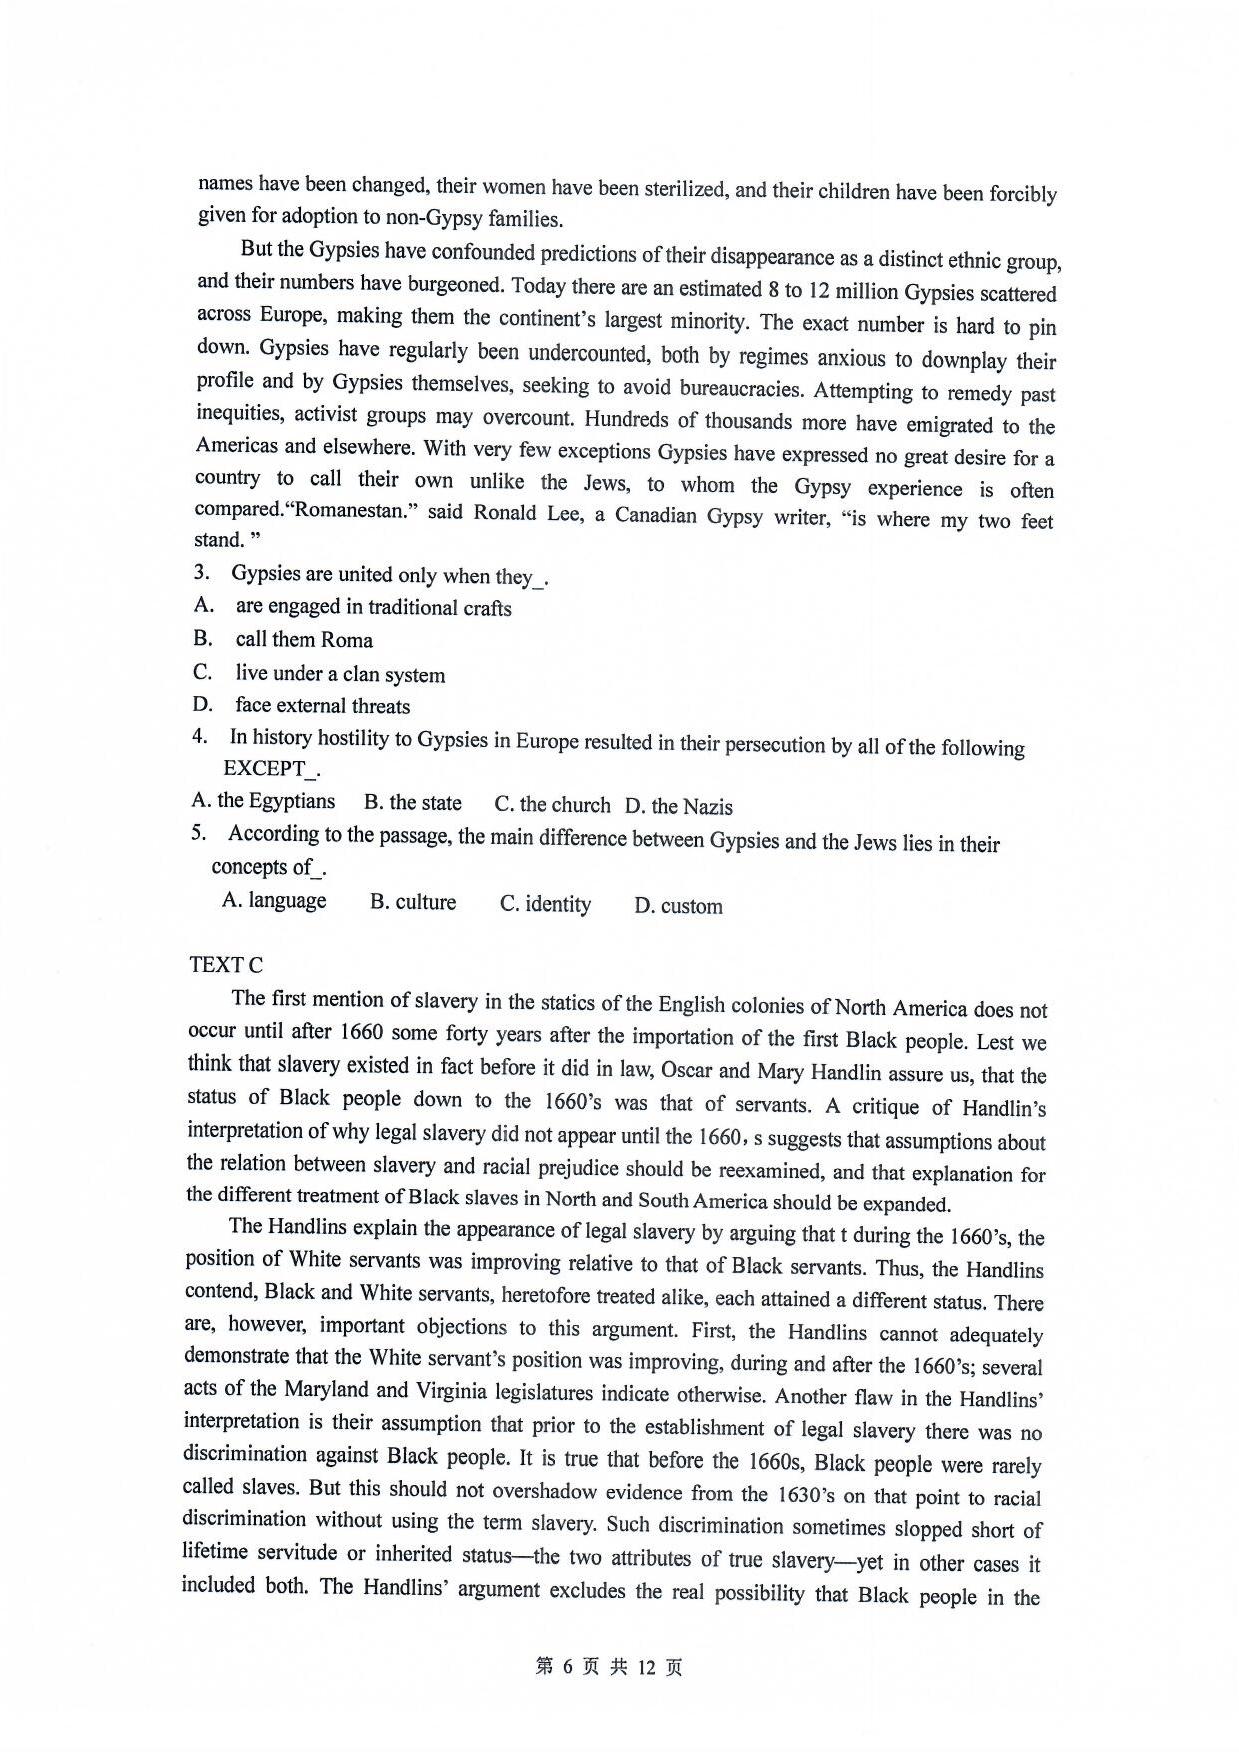 names have been changed, their women have been sterilized, and their children have been forcibly
given for adoption to non-Gypsy families.
But the Gypsies have confounded predictions of their disappearance as a distinct ethnic group,
and their numbers have burgeoned. Today there are an estimated 8 to 12 million Gypsies scattered
across Europe, making them the continent's largest minority. The exact number is hard to pin
down. Gypsies have regularly been undercounted, both by regimes anxious to downplay their
profile and by Gypsies themselves, seeking to avoid bureaucracies. Attempting to remedy past
inequities, activist groups may overcount. Hundreds of thousands more have emigrated to the
Americas and elsewhere. With very few exceptions Gypsies have expressed no great desire for a
country to call their own unlike the Jews, to whom the Gypsy experience is often
compared.“Romanestan.” said Ronald Lee, a Canadian Gypsy writer, “is where my two feet
stand. ”
3. Gypsies are united only when they_.
A. are engaged in traditional crafts
B. call them Roma
C. live under a clan system
D. face external threats
4. In history hostility to Gypsies in Europe resulted in their persecution by all of the following
EXCEPT_.
A. the Egyptians B. the state C. the church D. the Nazis
5. According to the passage, the main difference between Gypsies and the Jews lies in their
concepts of_.
A. language B. culture C. identity D. custom
TEXT C
The first mention of slavery in the statics of the English colonies of North America does not
occur until after 1660 some forty years after the importation of the first Black people. Lest we
think that slavery existed in fact before it did in law, Oscar and Mary Handlin assure us, that the
status of Black people down to the 1660's was that of servants. A critique of Handlin's
interpretation of why legal slavery did not appear until the 1660，s suggests that assumptions about
the relation between slavery and racial prejudice should be reexamined, and that explanation for
the different treatment of Black slaves in North and South America should be expanded.
The Handlins explain the appearance of legal slavery by arguing that t during the 1660's, the
position of White servants was improving relative to that of Black servants. Thus, the Handlins
contend, Black and White servants, heretofore treated alike, each attained a different status. There
are, however, important objections to this argument. First, the Handlins cannot adequately
demonstrate that the White servant's position was improving, during and after the 1660's; several
acts of the Maryland and Virginia legislatures indicate otherwise. Another flaw in the Handlins'
interpretation is their assumption that prior to the establishment of legal slavery there was no
discrimination against Black people. It is true that before the 1660s, Black people were rarely
called slaves. But this should not overshadow evidence from the 1630's on that point to racial
discrimination without using the term slavery. Such discrimination sometimes slopped short of
lifetime servitude or inherited status—the two attributes of true slavery—yet in other cases it
included both. The Handlins' argument excludes the real possibility that Black people in the
第 6 页 共 12 页